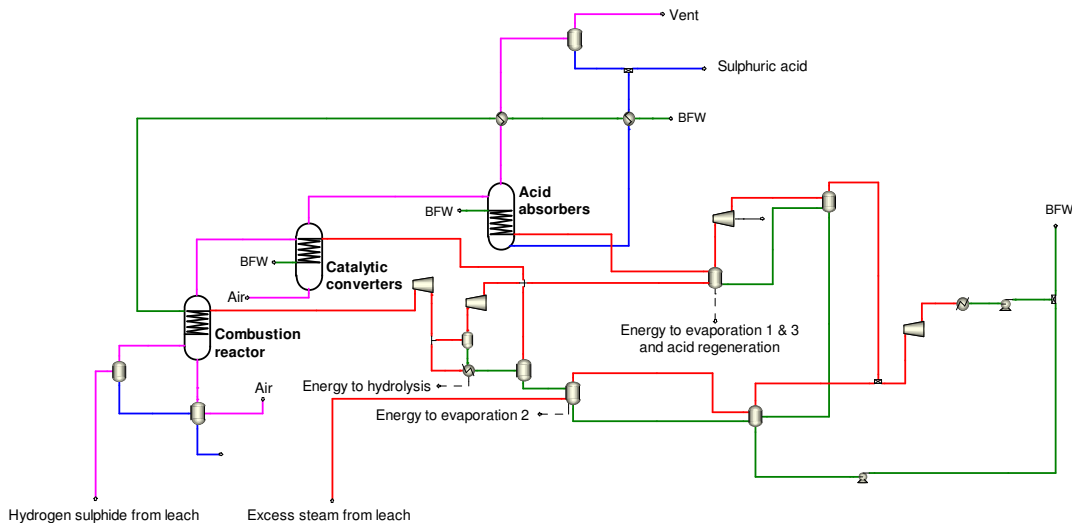 Vent
Sulphuric acid
BFW
Acid
absorbers
BFW
BFW
BFW
Catalytic
converters
Air
Combustion
reactor
Energy to evaporation 1 & 3
and acid regeneration
Energy to hydrolysis
Air
Energy to evaporation 2
Hydrogen sulphide from leach
Excess steam from leach